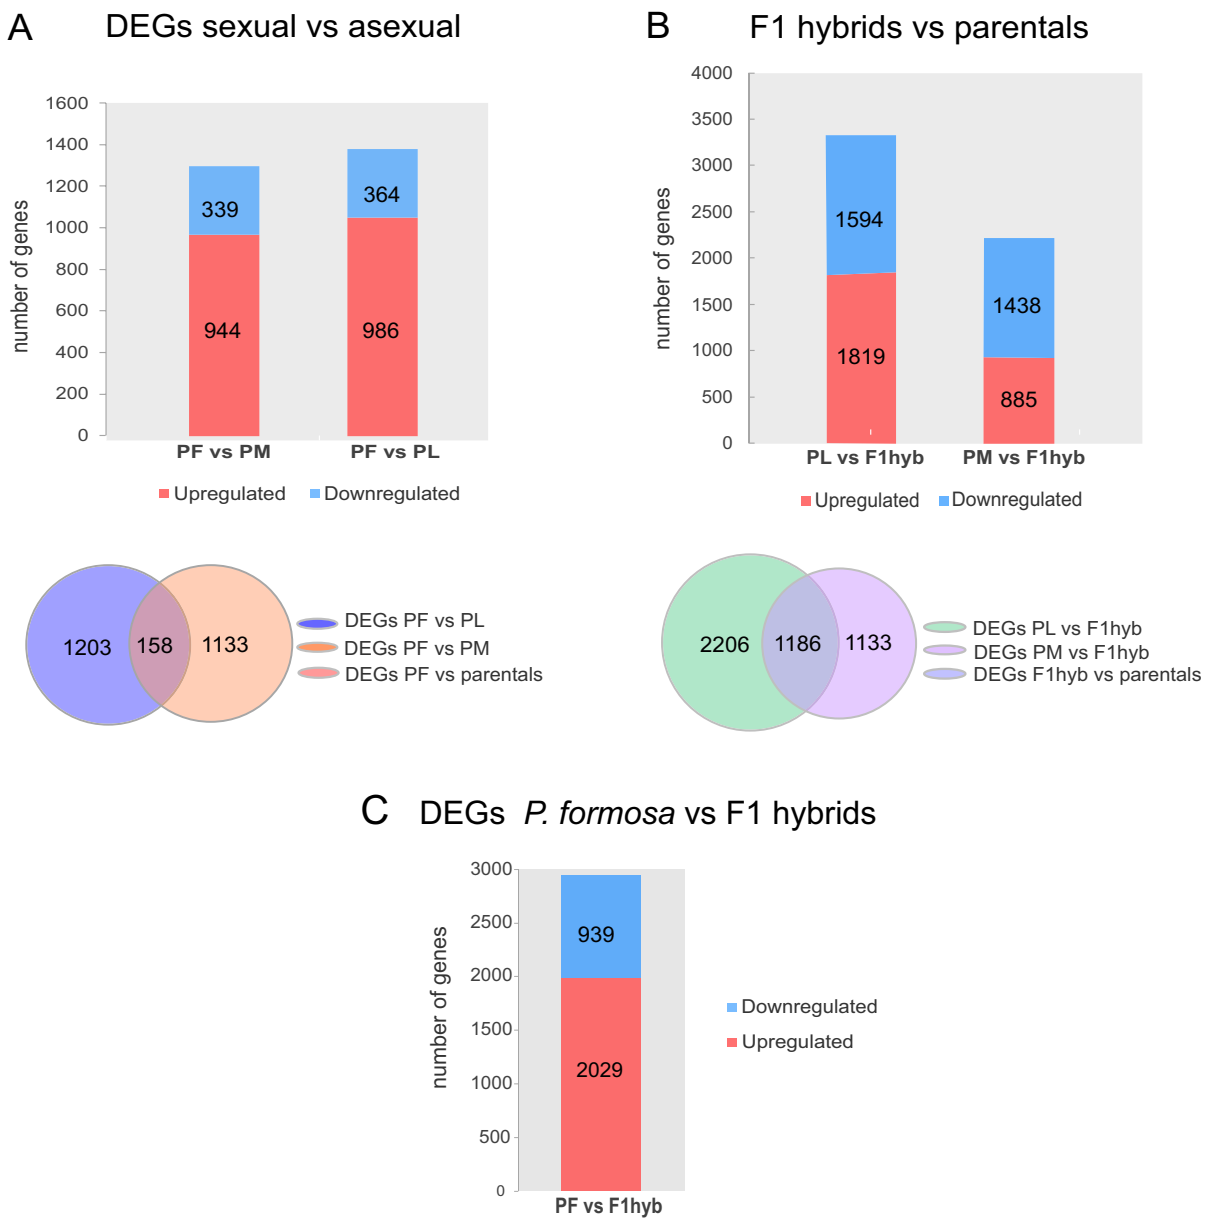 A DEGs sexual vs asexual
number of genes
1600
1400
1200
1000
800
600
400
200
0
339
944
364
986
PF vs PM
PF vs PL
Upregulated
Downregulated
1203
158
1133
DEGs PF vs PL
DEGs PF vs PM
DEGs PF vs parentals
B F1 hybrids vs parentals
number of genes
4000
3500
3000
2500
2000
1500
1000
500
0
1594
1819
1438
885
PL vs F1hyb
PM vs F1hyb
Upregulated
Downregulated
2206
1186
1133
DEGs PL vs F1hyb
DEGs PM vs F1hyb
DEGs F1hyb vs parentals
C DEGs P. formosa vs F1 hybrids
number of genes
3000
2500
2000
1500
1000
500
0
939
2029
PF vs F1hyb
Downregulated
Upregulated